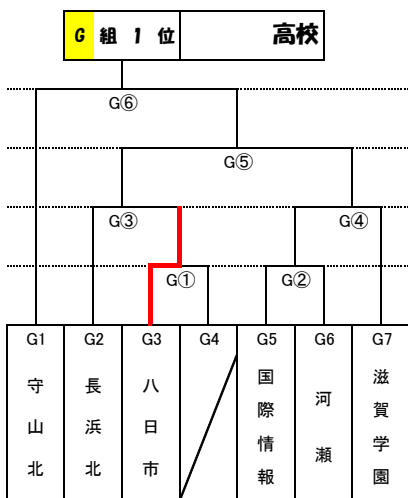 G 組 1 位 高校
G⑥
G⑤
G③ G④
G① G②
G1 G2 G3 G4 G5 G6 G7
守山北
長浜北
八日市
国際情報
河瀬
滋賀学園